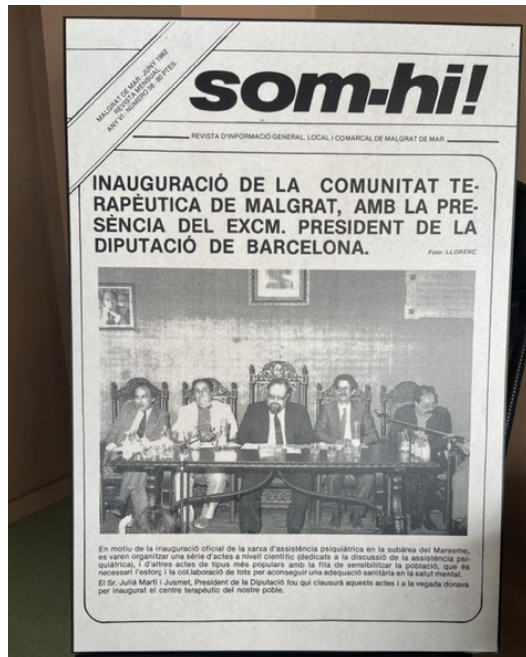 MALGRAT DE MAR, JUNY 1982
REVISTA MENSUAL
ANY VI - NÚMERO 56 - 80 PTES.
som-hi!
REVISTA D'INFORMACIÓ GENERAL, LOCAL I COMARCAL DE MALGRAT DE MAR
INAUGURACIÓ DE LA COMUNITAT TE-
RAPÈUTICA DE MALGRAT, AMB LA PRE-
SÈNCIA DEL EXCM. PRESIDENT DE LA
DIPUTACIÓ DE BARCELONA.
Foto: LLORENÇ
En motiu de la inauguració oficial de la xarxa d'assistència psiquiàtrica en la subàrea del Maresme,
es varen organitzar una sèrie d'actes a nivell científic (dedicats a la discussió de la assistència psi-
quiàtrica), i d'altres actes de tipus més populars amb la fita de sensibilitzar la població, que és
necessari l'esforç i la col.laboració de tots per aconseguir una adequació sanitària en la salut mental.
El Sr. Julià Martí i Jusmet, President de la Diputació fou qui clausurà aquests actes i a la vegada donava
per inaugurat el centre terapèutic del nostre poble.